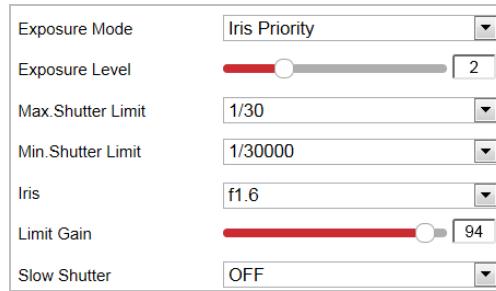 Exposure Mode Iris Priority
Exposure Level 2
Max.Shutter Limit 1/30
Min.Shutter Limit 1/30000
Iris f1.6
Limit Gain 94
Slow Shutter OFF